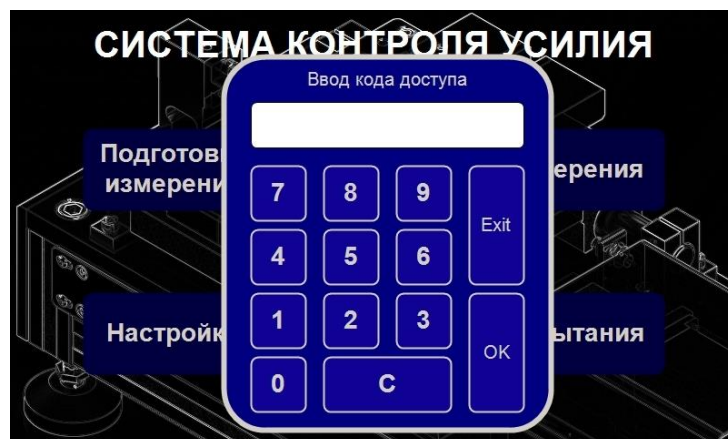 СИСТЕМА КОНТРОЛЯ УСИЛИЯ
Ввод кода доступа
Подготов
измерени
ерения
7 8 9
Exit
4 5 6
Настройк
1 2 3
ытания
OK
0 C